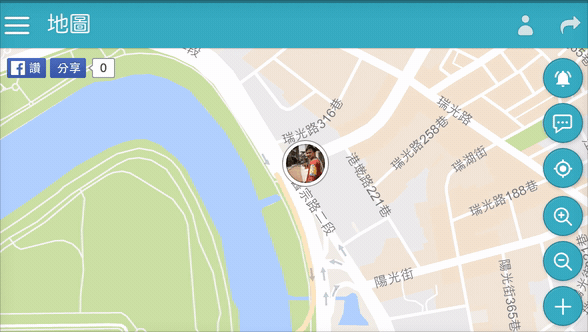 地圖
讚
分享
0
段
瑞光路
瑞光路316巷
瑞光路258巷
瑞湖街
港墘路221巷
瑞光路188巷
宗路二段
陽光街
陽光街365巷